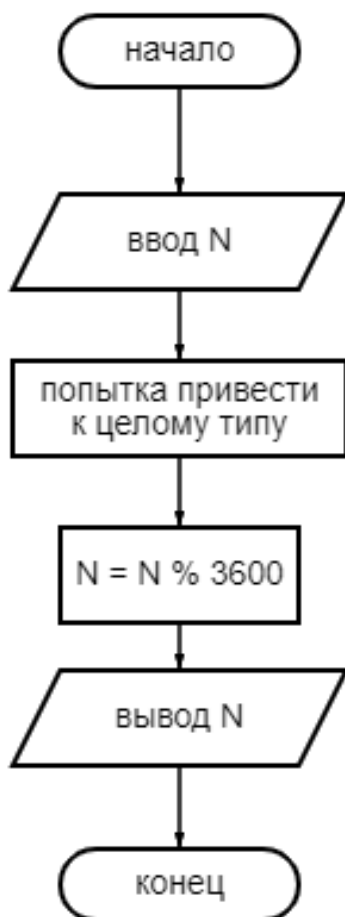 начало
ввод N
попытка привести
к целому типу
N = N % 3600
вывод N
конец